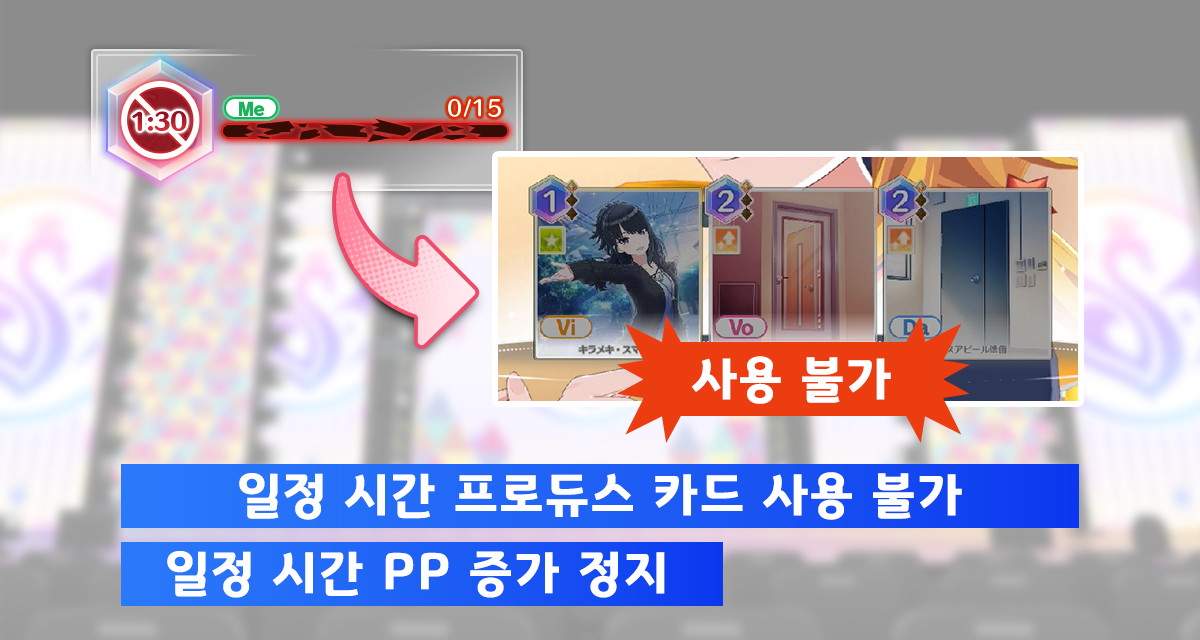 1:30
Me
0/15
1
2
2
Vi
Vo
Da
キラメキ・スマ
スアピール準備
사용 불가
일정 시간 프로듀스 카드 사용 불가
일정 시간 PP 증가 정지